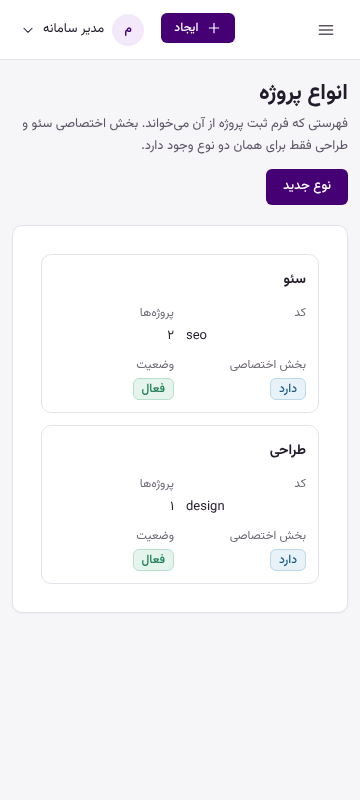 ایجاد
م
مدیر سامانه
انواع پروژه
فهرستی که فرم ثبت پروژه از آن می‌خواند. بخش اختصاصی سئو و
طراحی فقط برای همان دو نوع وجود دارد.
نوع جدید
سئو
کد
پروژه‌ها
seo
۲
بخش اختصاصی
وضعیت
دارد
فعال
طراحی
کد
پروژه‌ها
design
۱
بخش اختصاصی
وضعیت
دارد
فعال